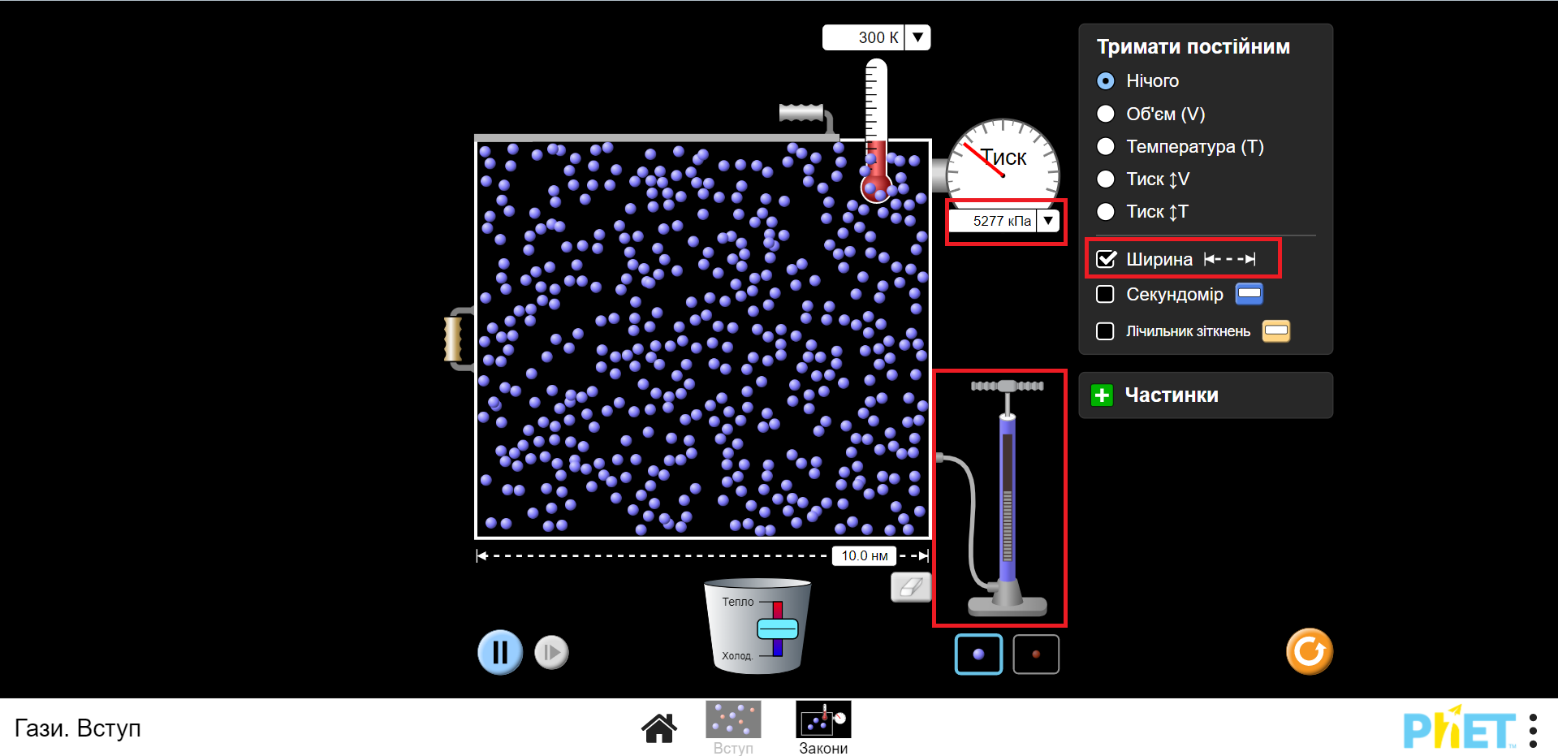 300 К
Тримати постійним
Нічого
Об'єм (V)
Температура (T)
Тиск ↕V
Тиск ↕T
Тиск
5277 кПа
Ширина
Секундомір
Лічильник зіткнень
Частинки
10.0 нм
Тепло
Холод.
Гази. Вступ
Вступ
Закони
PhET